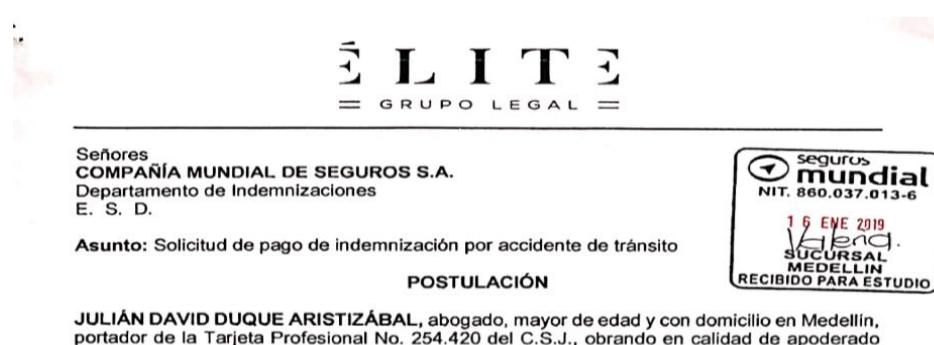 ÉLITE
GRUPO LEGAL
Señores
COMPAÑÍA MUNDIAL DE SEGUROS S.A.
Departamento de Indemnizaciones
E. S. D.
seguros
mundial
NIT. 860.037.013-6
16 ENE 2019
Valend.
SUCURSAL
MEDELLIN
RECIBIDO PARA ESTUDIO
Asunto: Solicitud de pago de indemnización por accidente de tránsito
POSTULACIÓN
JULIÁN DAVID DUQUE ARISTIZÁBAL, abogado, mayor de edad y con domicilio en Medellín,
portador de la Tarjeta Profesional No. 254.420 del C.S.J., obrando en calidad de apoderado